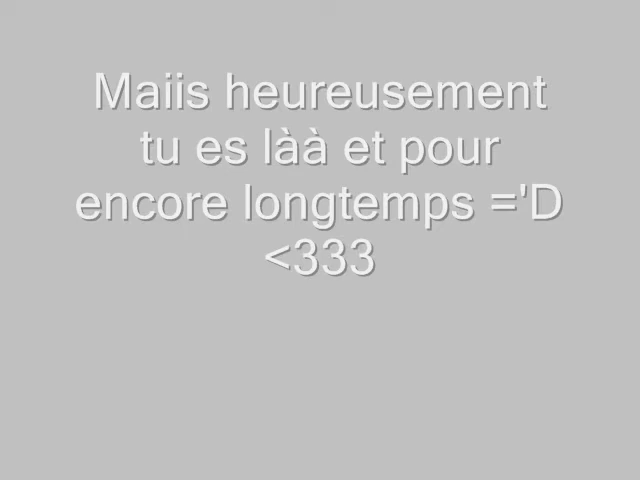 Maiis heureusement
tu es làà et pour
encore longtemps ='D
<333